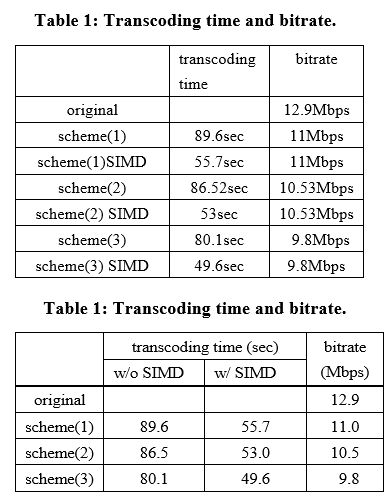 Table 1: Transcoding time and bitrate.
transcoding time bitrate
original 12.9Mbps
scheme(1) 89.6sec 11Mbps
scheme(1)SIMD 55.7sec 11Mbps
scheme(2) 86.52sec 10.53Mbps
scheme(2) SIMD 53sec 10.53Mbps
scheme(3) 80.1sec 9.8Mbps
scheme(3) SIMD 49.6sec 9.8Mbps
Table 1: Transcoding time and bitrate.
transcoding time (sec) bitrate
w/o SIMD w/ SIMD (Mbps)
original 12.9
scheme(1) 89.6 55.7 11.0
scheme(2) 86.5 53.0 10.5
scheme(3) 80.1 49.6 9.8